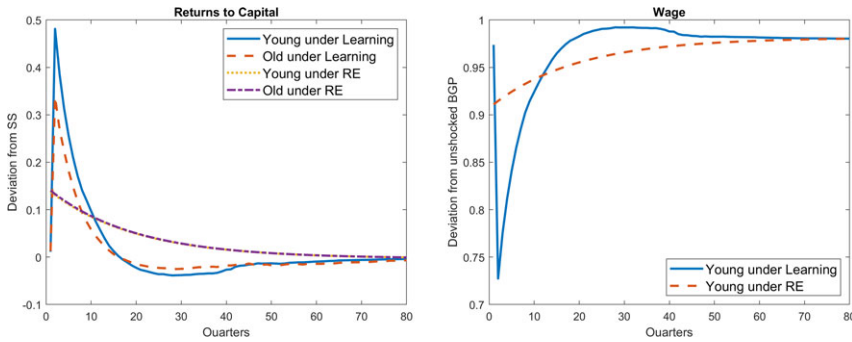 Returns to Capital
0.5
0.4
0.3
0.2
0.1
0
-0.1
Deviation from SS
0 10 20 30 40 50 60 70 80
Ouarters
Young under Learning
Old under Learning
Young under RE
Old under RE
Wage
1
0.95
0.9
0.85
0.8
0.75
0.7
Deviation from unshocked BGP
0 10 20 30 40 50 60 70 80
Ouarters
Young under Learning
Young under RE